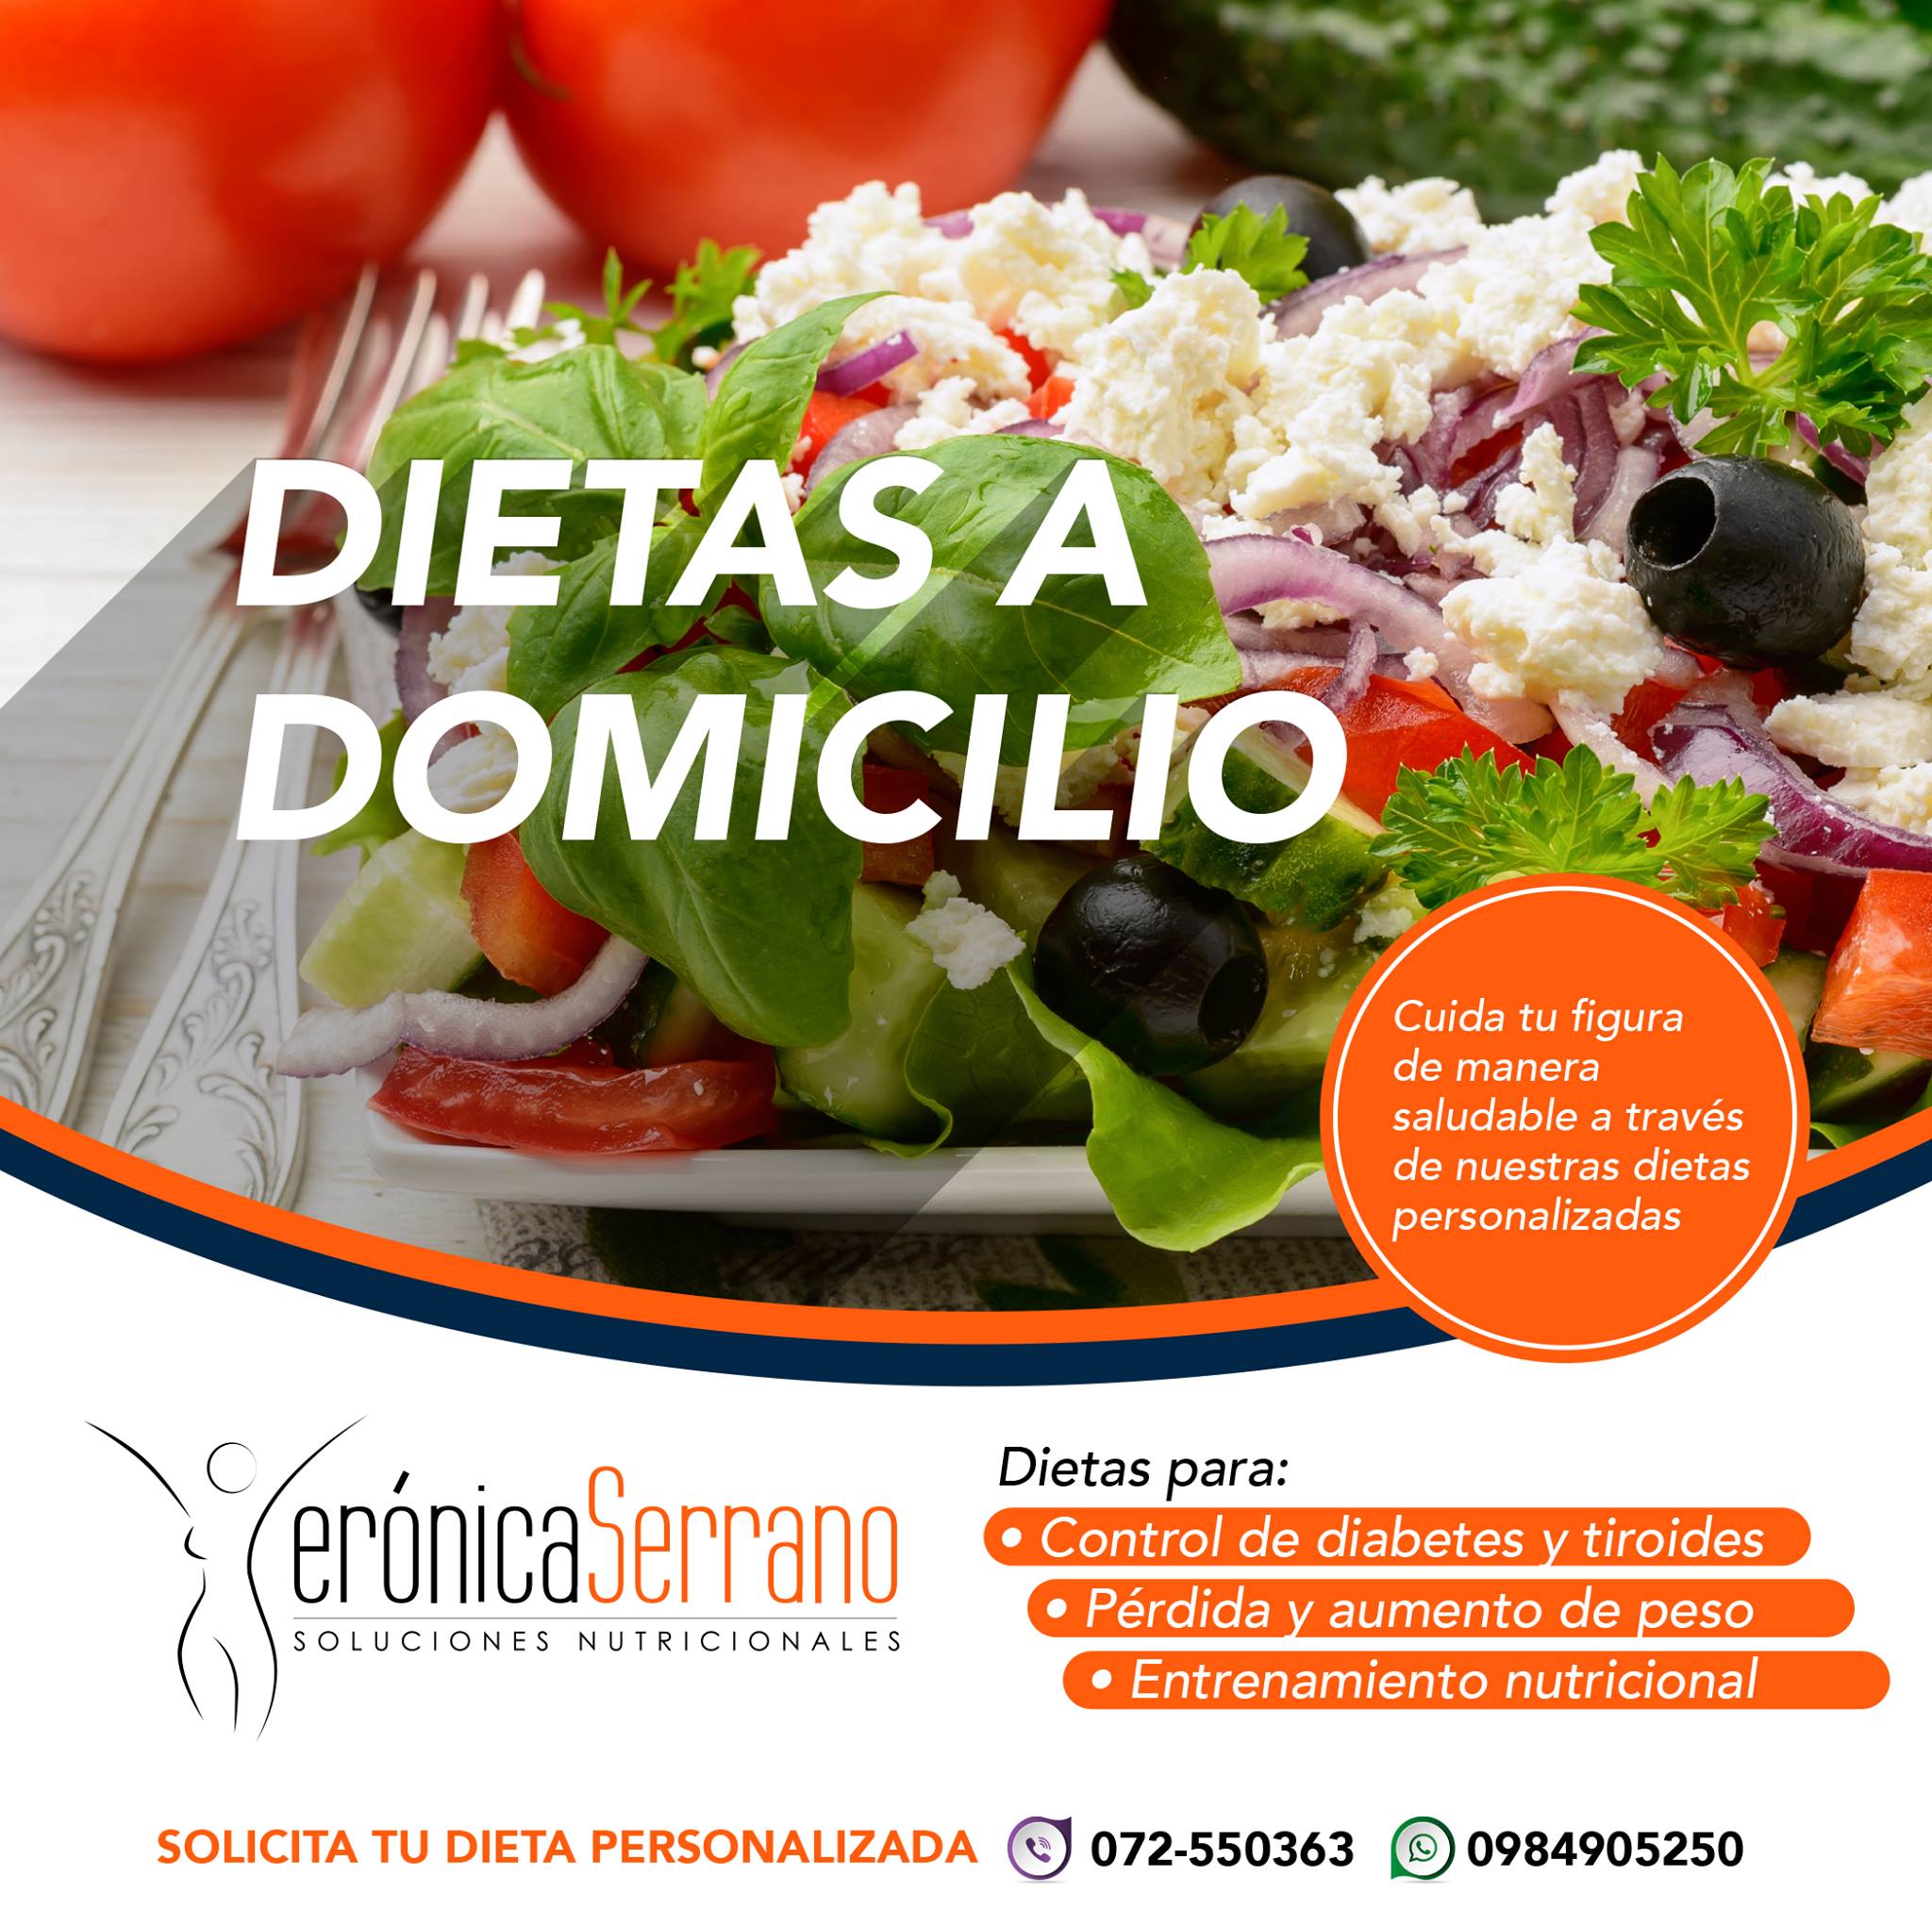 DIETAS A
DOMICILIO
Cuida tu figura
de manera
saludable a través
de nuestras dietas
personalizadas
VerónicaSerrano
SOLUCIONES NUTRICIONALES
Dietas para:
• Control de diabetes y tiroides
• Pérdida y aumento de peso
• Entrenamiento nutricional
SOLICITA TU DIETA PERSONALIZADA 072-550363 0984905250